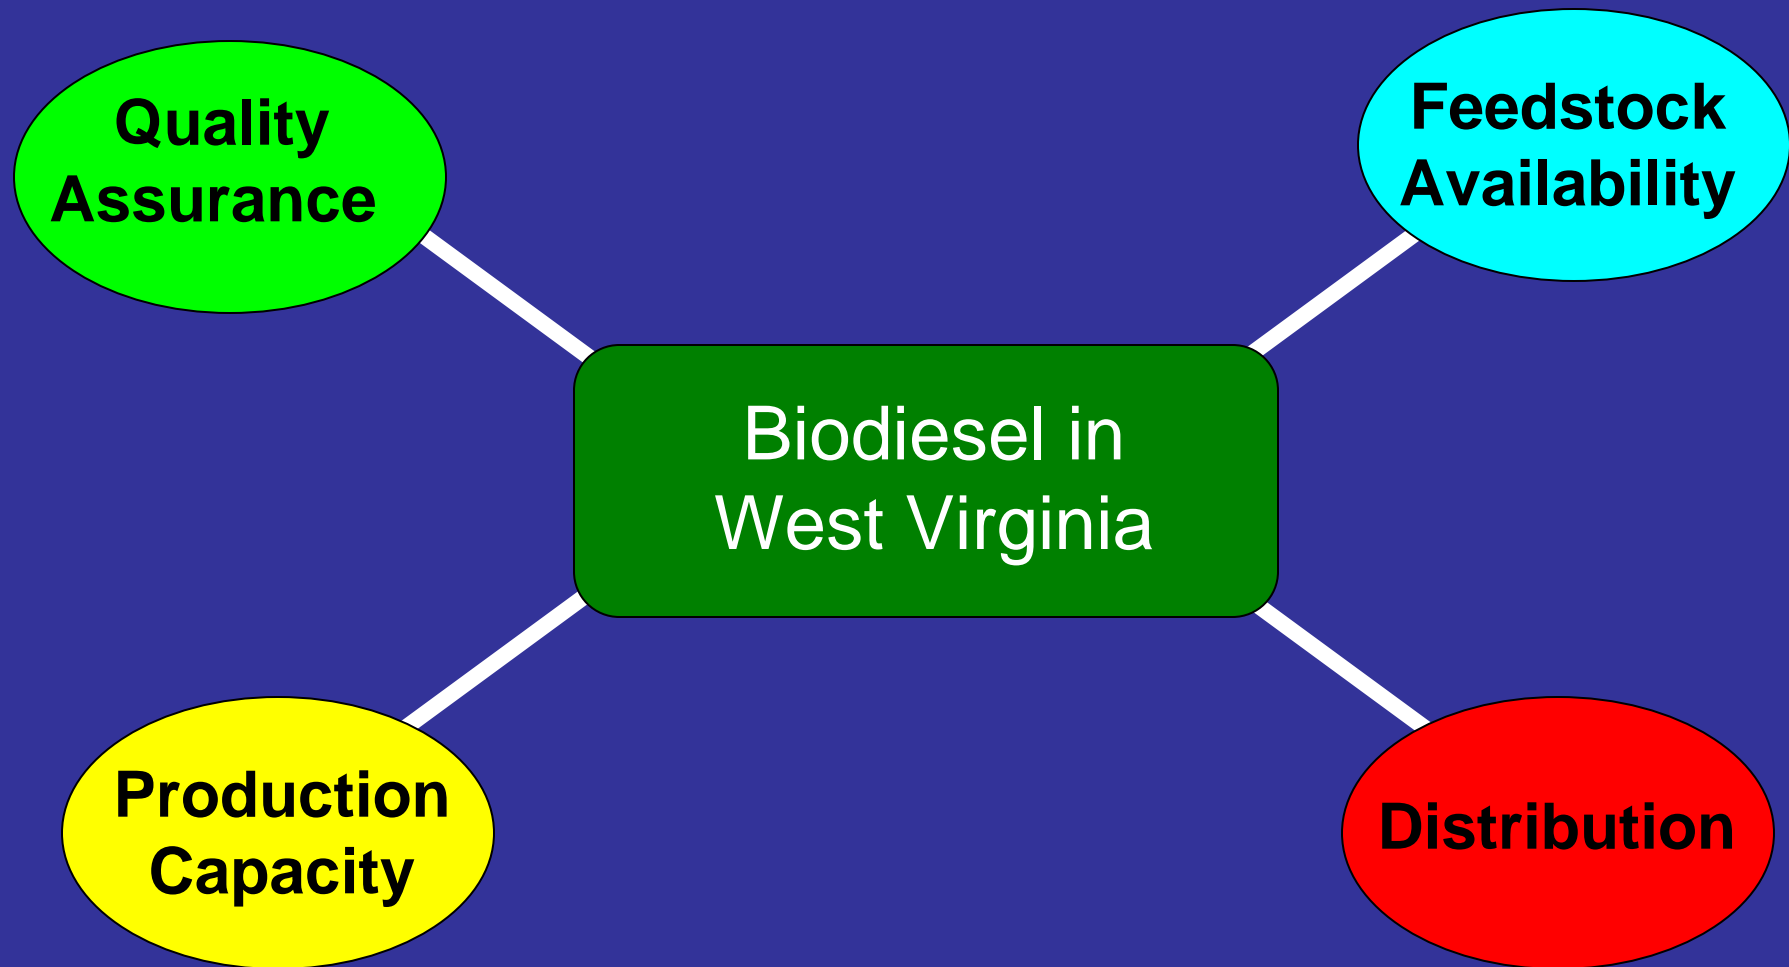 Quality
Assurance
Feedstock
Availability
Biodiesel in
West Virginia
Production
Capacity
Distribution